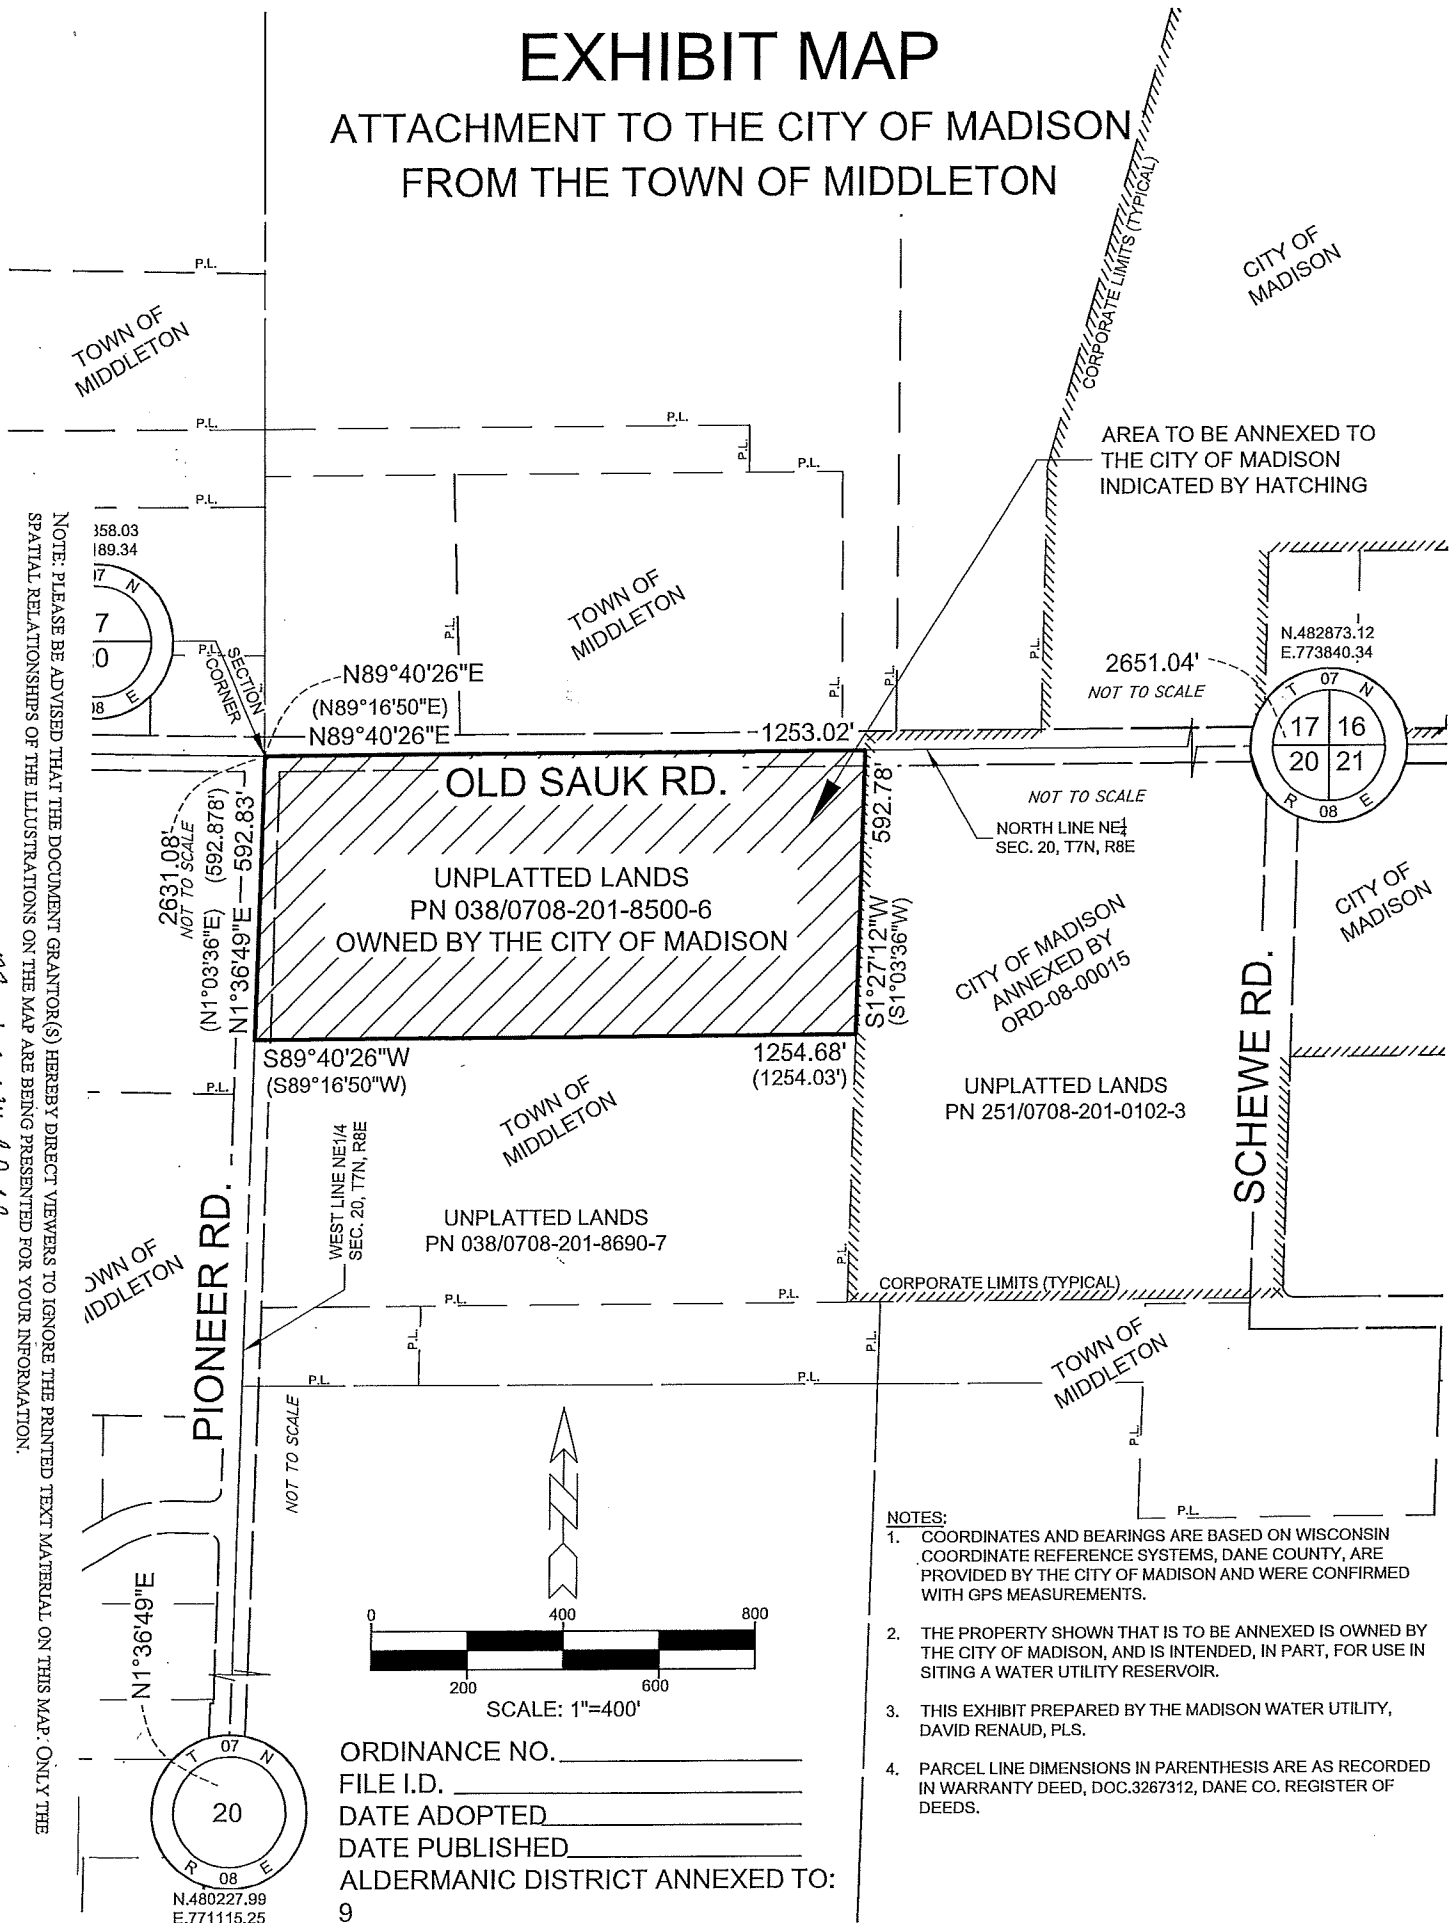 EXHIBIT MAP
ATTACHMENT TO THE CITY OF MADISON
FROM THE TOWN OF MIDDLETON
P.L.
TOWN OF
MIDDLETON
CORPORATE LIMITS (TYPICAL)
CITY OF
MADISON
P.L.
P.L.
P.L.
P.L.
P.L.
AREA TO BE ANNEXED TO
THE CITY OF MADISON
INDICATED BY HATCHING
358.03
189.34
07 N
7
0
08 E
P.L.
SECTION
CORNER
P.L.
TOWN OF
MIDDLETON
P.L.
P.L.
P.L.
N89°40'26"E
(N89°16'50"E)
N89°40'26"E
1253.02'
2651.04'
NOT TO SCALE
N.482873.12
E.773840.34
T 07 N
17 16
20 21
R 08 E
OLD SAUK RD.
UNPLATTED LANDS
PN 038/0708-201-8500-6
OWNED BY THE CITY OF MADISON
2631.08'
NOT TO SCALE
(N1°03'36"E) (592.878')
N1°36'49"E 592.83'
592.78'
S1°27'12"W
(S1°03'36"W)
NOT TO SCALE
NORTH LINE NE1/4
SEC. 20, T7N, R8E
CITY OF MADISON
ANNEXED BY
ORD-08-00015
CITY OF
MADISON
SCHEWE RD.
S89°40'26"W
(S89°16'50"W)
1254.68'
(1254.03')
P.L.
TOWN OF
MIDDLETON
UNPLATTED LANDS
PN 251/0708-201-0102-3
WEST LINE NE1/4
SEC. 20, T7N, R8E
UNPLATTED LANDS
PN 038/0708-201-8690-7
PIONEER RD.
OWN OF
IDDLETON
P.L.
CORPORATE LIMITS (TYPICAL)
P.L.
P.L.
P.L.
P.L.
P.L.
P.L.
TOWN OF
MIDDLETON
P.L.
P.L.
NOT TO SCALE
N1°36'49"E
0 400 800
200 600
SCALE: 1"=400'
T 07 N
20
R 08 E
N.480227.99
E.771115.25
ORDINANCE NO.
FILE I.D.
DATE ADOPTED
DATE PUBLISHED
ALDERMANIC DISTRICT ANNEXED TO:
9
NOTES:
1. COORDINATES AND BEARINGS ARE BASED ON WISCONSIN
COORDINATE REFERENCE SYSTEMS, DANE COUNTY, ARE
PROVIDED BY THE CITY OF MADISON AND WERE CONFIRMED
WITH GPS MEASUREMENTS.
2. THE PROPERTY SHOWN THAT IS TO BE ANNEXED IS OWNED BY
THE CITY OF MADISON, AND IS INTENDED, IN PART, FOR USE IN
SITING A WATER UTILITY RESERVOIR.
3. THIS EXHIBIT PREPARED BY THE MADISON WATER UTILITY,
DAVID RENAUD, PLS.
4. PARCEL LINE DIMENSIONS IN PARENTHESIS ARE AS RECORDED
IN WARRANTY DEED, DOC.3267312, DANE CO. REGISTER OF
DEEDS.
NOTE: PLEASE BE ADVISED THAT THE DOCUMENT GRANTOR(S) HEREBY DIRECT VIEWERS TO IGNORE THE PRINTED TEXT MATERIAL ON THIS MAP. ONLY THE
SPATIAL RELATIONSHIPS OF THE ILLUSTRATIONS ON THE MAP ARE BEING PRESENTED FOR YOUR INFORMATION.